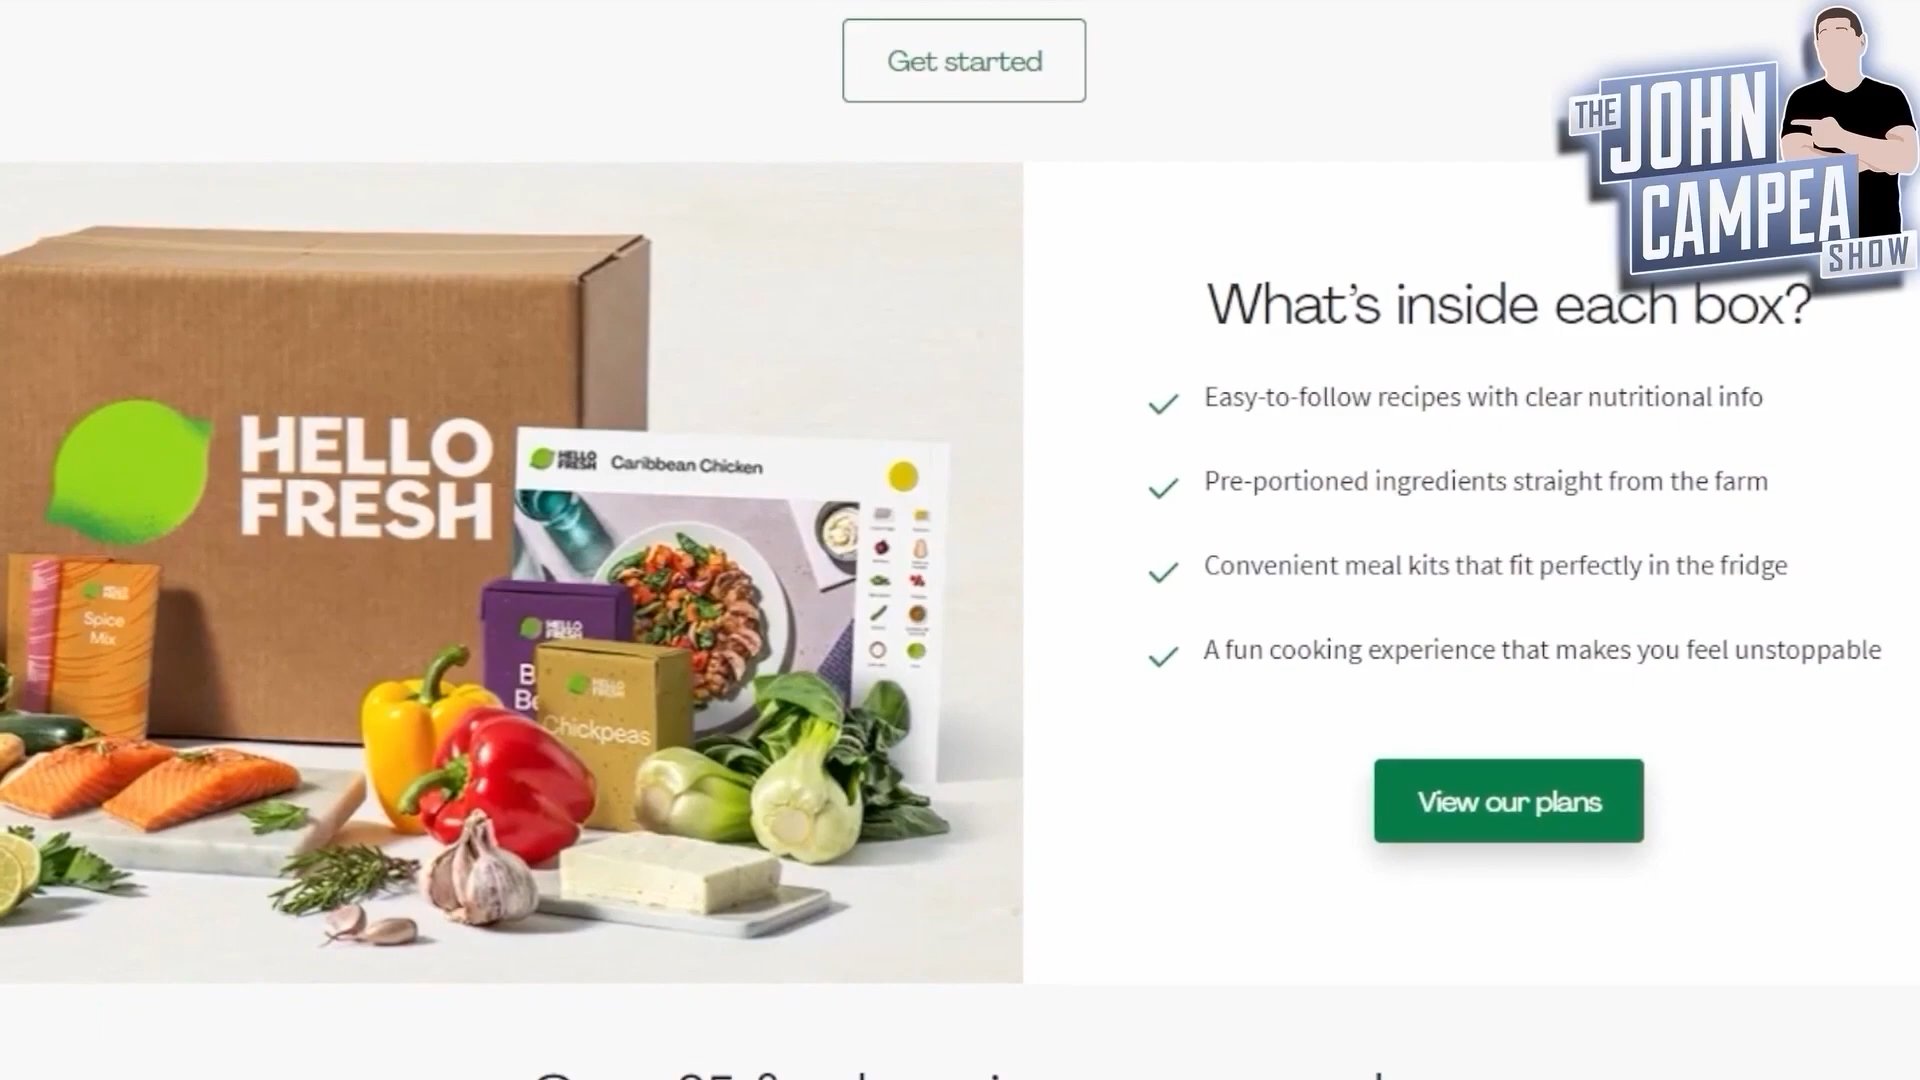 Get started
THE
JOHN
CAMPEA
SHOW
What's inside each box?
Easy-to-follow recipes with clear nutritional info
Pre-portioned ingredients straight from the farm
Convenient meal kits that fit perfectly in the fridge
A fun cooking experience that makes you feel unstoppable
View our plans
HELLO
FRESH
HELLO
FRESH
Caribbean Chicken
Spice
Mix
HELLO
FRESH
HELLO
FRESH
Chickpeas